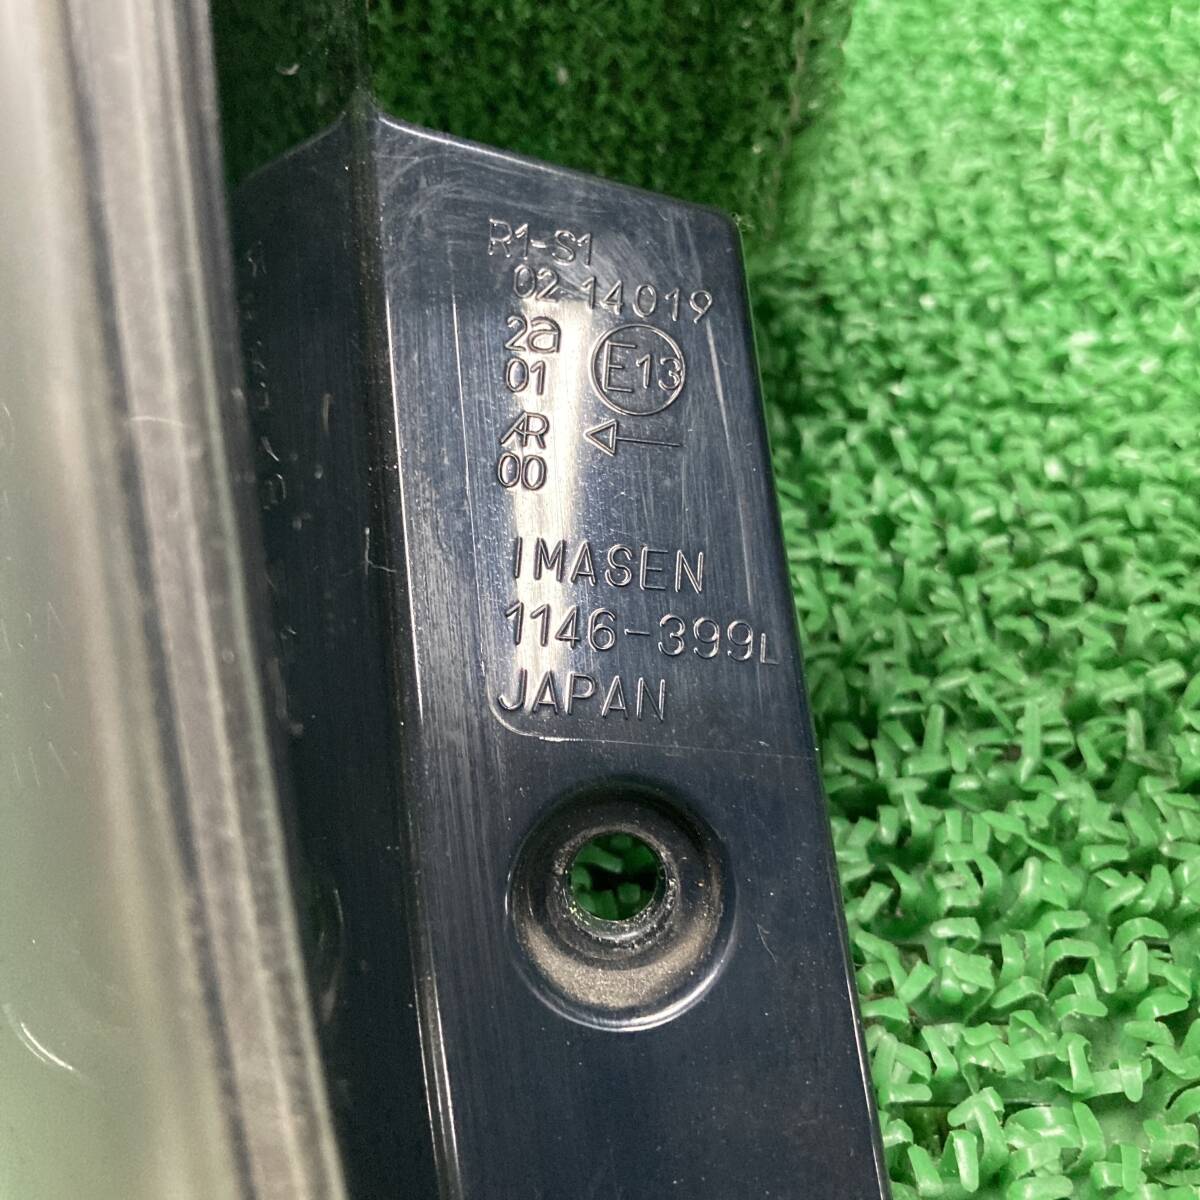 R1-S1
02 14019
2a
01 E13
AR
00
IMASEN
1146-399L
JAPAN